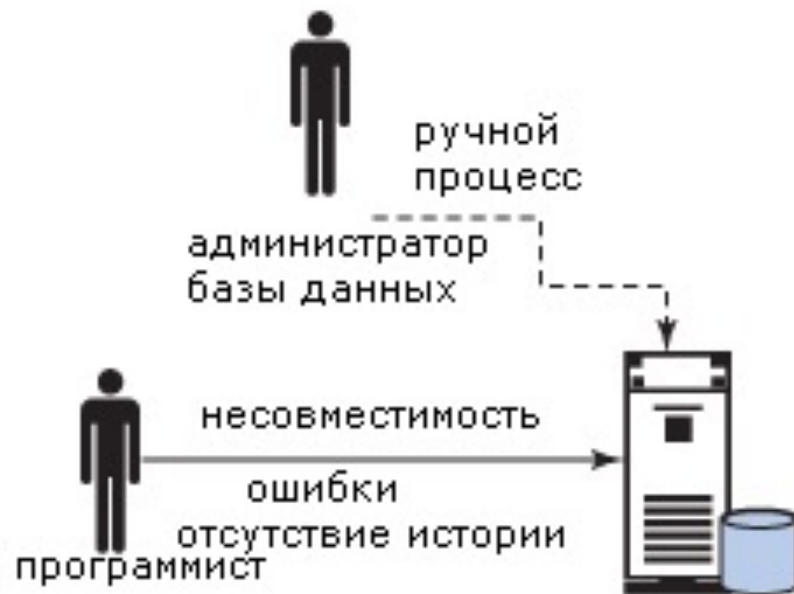 ручной
процесс
администратор
базы данных
несовместимость
ошибки
отсутствие истории
программист